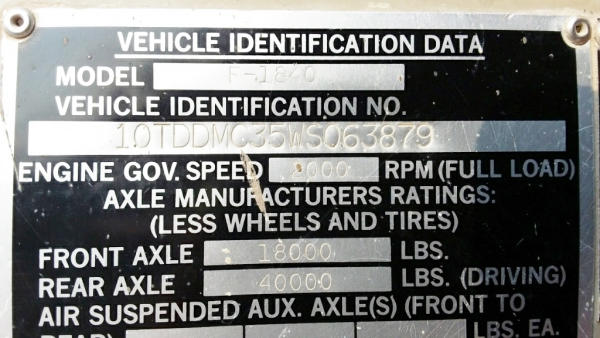 VEHICLE IDENTIFICATION DATA
MODEL F-1840
VEHICLE IDENTIFICATION NO.
10TDDMC35WS063879
ENGINE GOV. SPEED 2000 RPM (FULL LOAD)
AXLE MANUFACTURERS RATINGS:
(LESS WHEELS AND TIRES)
FRONT AXLE 18000 LBS.
REAR AXLE 40000 LBS. (DRIVING)
AIR SUSPENDED AUX. AXLE(S) (FRONT TO
REAR) LBS. EA.